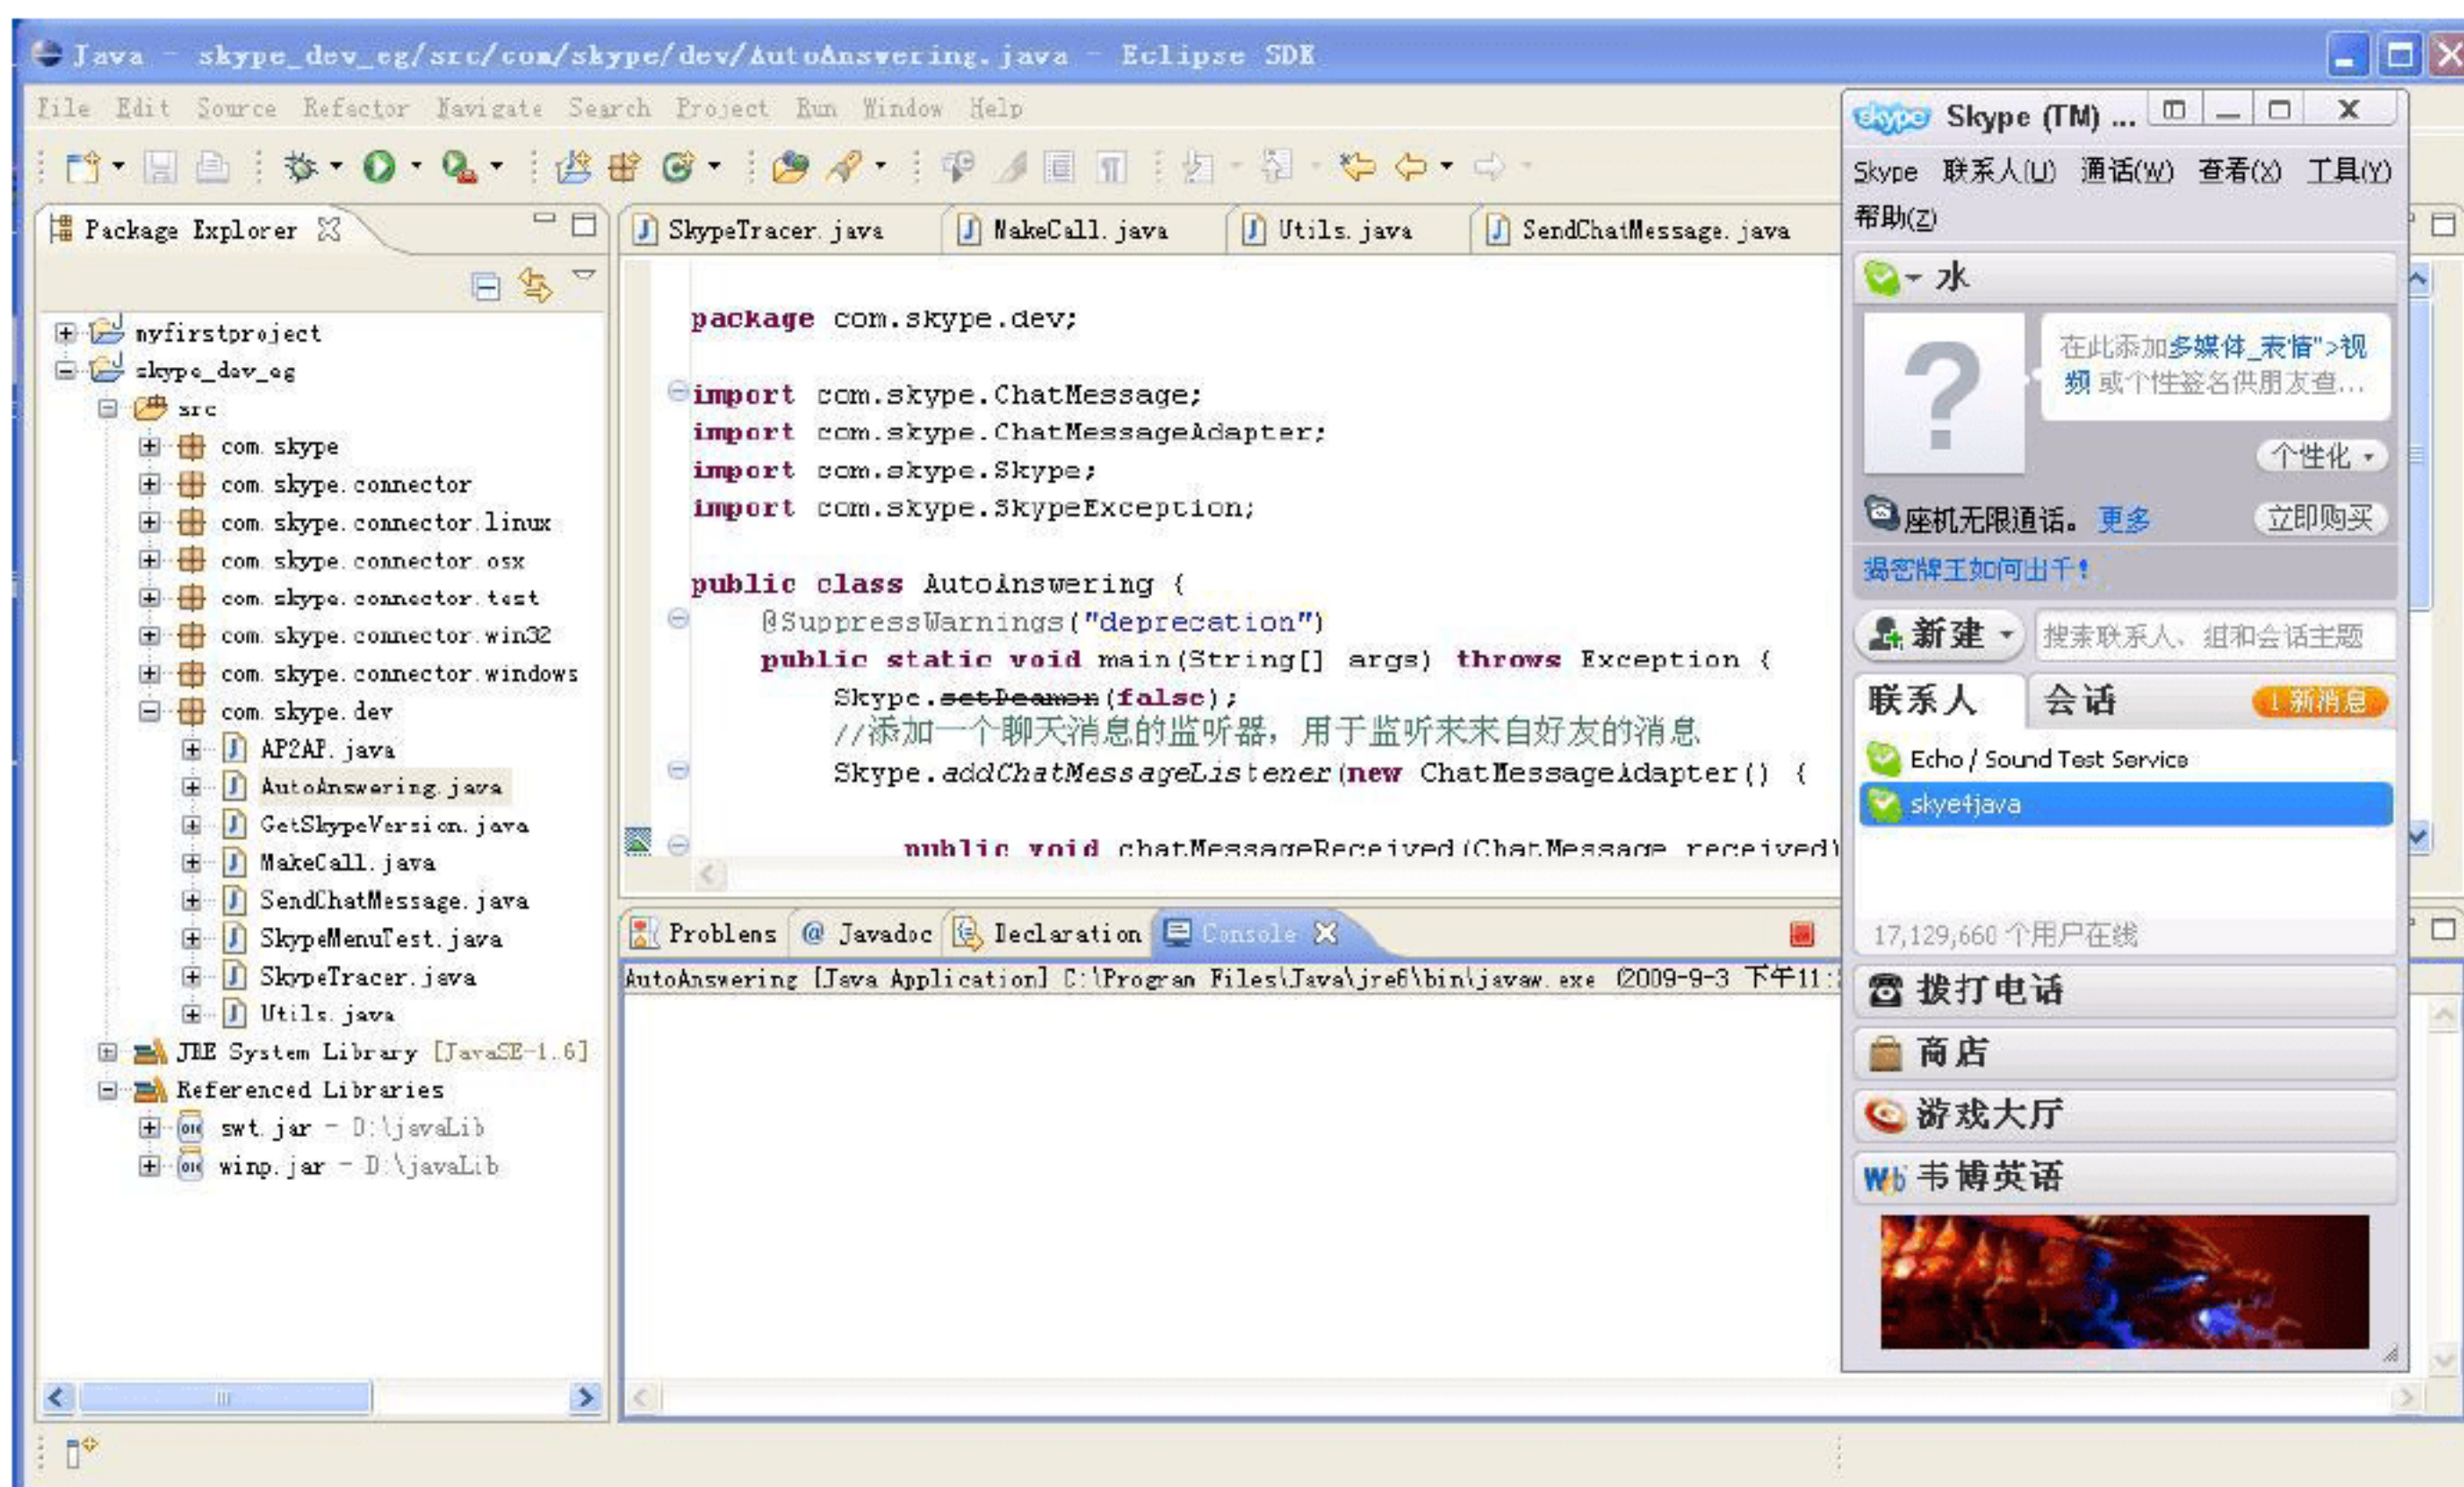 Java - skype_dev_eg/src/com/skype/dev/AutoAnswering.java - Eclipse SDK
File Edit Source Refactor Navigate Search Project Run Window Help
Package Explorer
myfirstproject
skype_dev_eg
src
com.skype
com.skype.connector
com.skype.connector.linux
com.skype.connector.osx
com.skype.connector.test
com.skype.connector.win32
com.skype.connector.windows
com.skype.dev
AP2AP.java
AutoAnswering.java
GetSkypeVersion.java
MakeCall.java
SendChatMessage.java
SkypeMenuTest.java
SkypeTracer.java
Utils.java
JRE System Library [JavaSE-1.6]
Referenced Libraries
swt.jar - D:\javaLib
winp.jar - D:\javaLib
SkypeTracer.java MakeCall.java Utils.java SendChatMessage.java
package com.skype.dev;
import com.skype.ChatMessage;
import com.skype.ChatMessageAdapter;
import com.skype.Skype;
import com.skype.SkypeException;
public class AutoAnswering {
@SuppressWarnings("deprecation")
public static void main(String[] args) throws Exception {
Skype.setDeamon(false);
//添加一个聊天消息的监听器，用于监听来来自好友的消息
Skype.addChatMessageListener(new ChatMessageAdapter() {
public void chatMessageReceived(ChatMessage received)
Problems @ Javadoc Declaration Console
AutoAnswering [Java Application] C:\Program Files\Java\jre6\bin\javaw.exe (2009-9-3 下午11:
skype Skype (TM) ...
Skype 联系人(U) 通话(W) 查看(X) 工具(Y)
帮助(Z)
水
?
在此添加多媒体_表情">视
频 或个性签名供朋友查...
个性化
座机无限通话。 更多 立即购买
揭密牌王如何出千!
新建 搜索联系人、组和会话主题
联系人 会话 1 新消息
Echo / Sound Test Service
skye4java
17,129,660 个用户在线
拨打电话
商店
游戏大厅
Wb 韦博英语